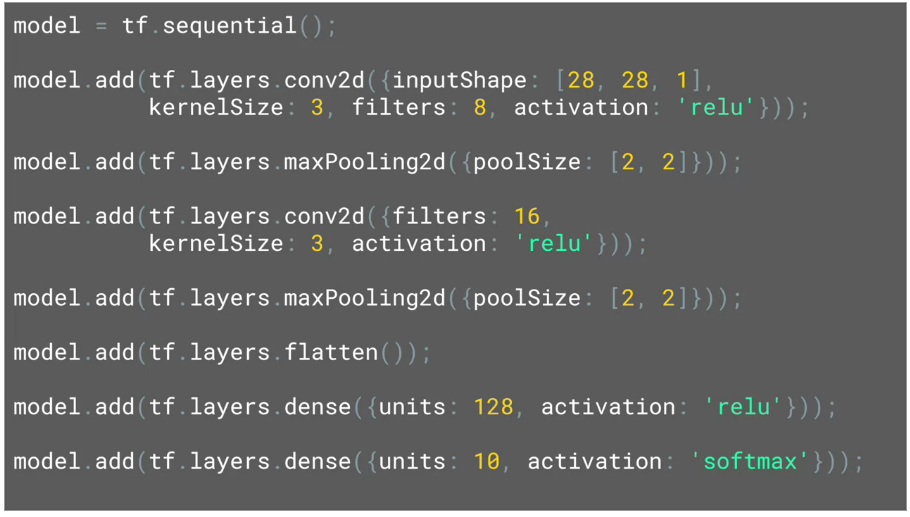 model = tf.sequential();
model.add(tf.layers.conv2d({inputShape: [28, 28, 1],
kernelSize: 3, filters: 8, activation: 'relu'}));
model.add(tf.layers.maxPooling2d({poolSize: [2, 2]}));
model.add(tf.layers.conv2d({filters: 16,
kernelSize: 3, activation: 'relu'}));
model.add(tf.layers.maxPooling2d({poolSize: [2, 2]}));
model.add(tf.layers.flatten());
model.add(tf.layers.dense({units: 128, activation: 'relu'}));
model.add(tf.layers.dense({units: 10, activation: 'softmax'}));